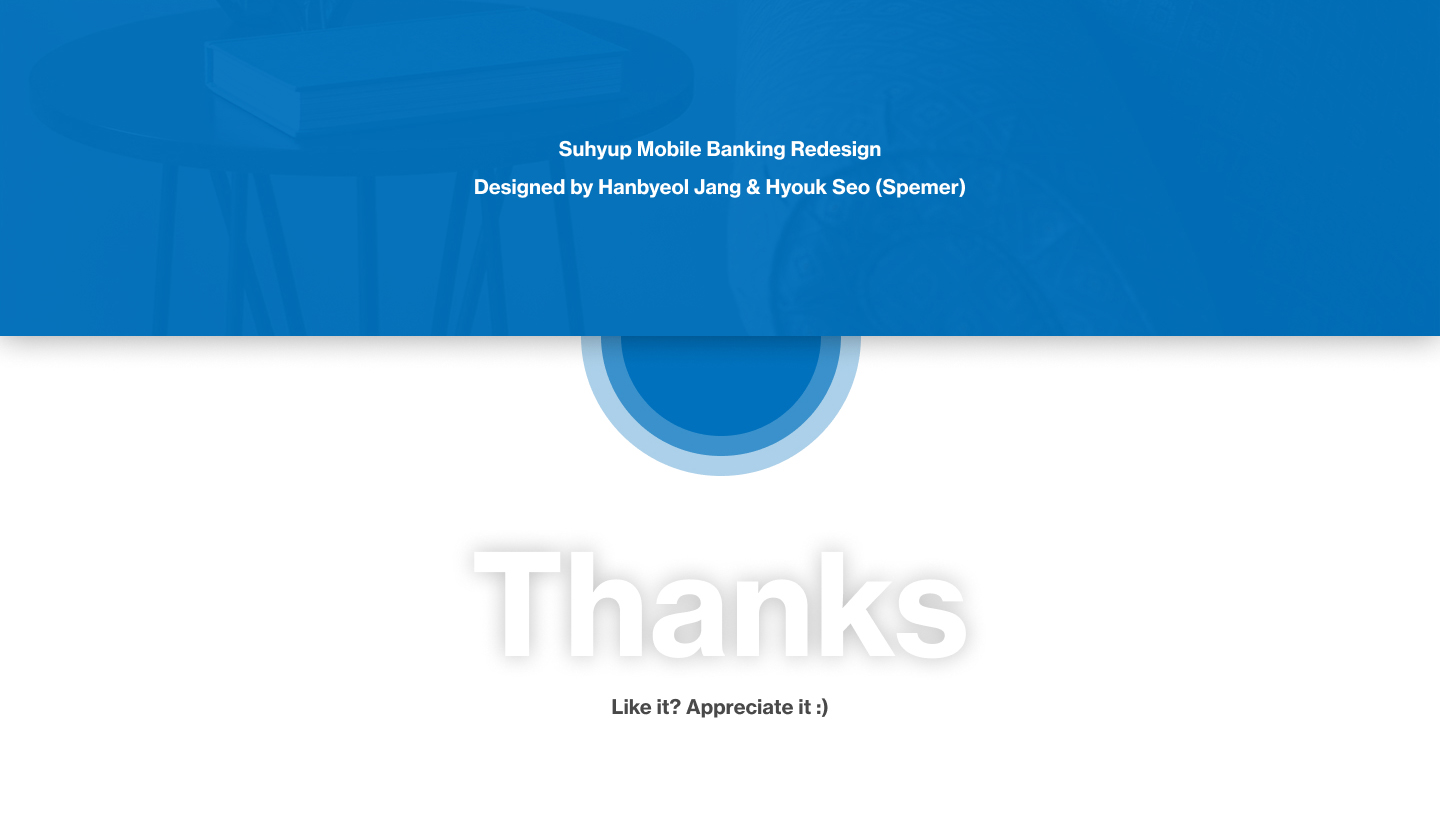 Suhyup Mobile Banking Redesign
Designed by Hanbyeol Jang & Hyouk Seo (Spemer)
Thanks
Like it? Appreciate it :)